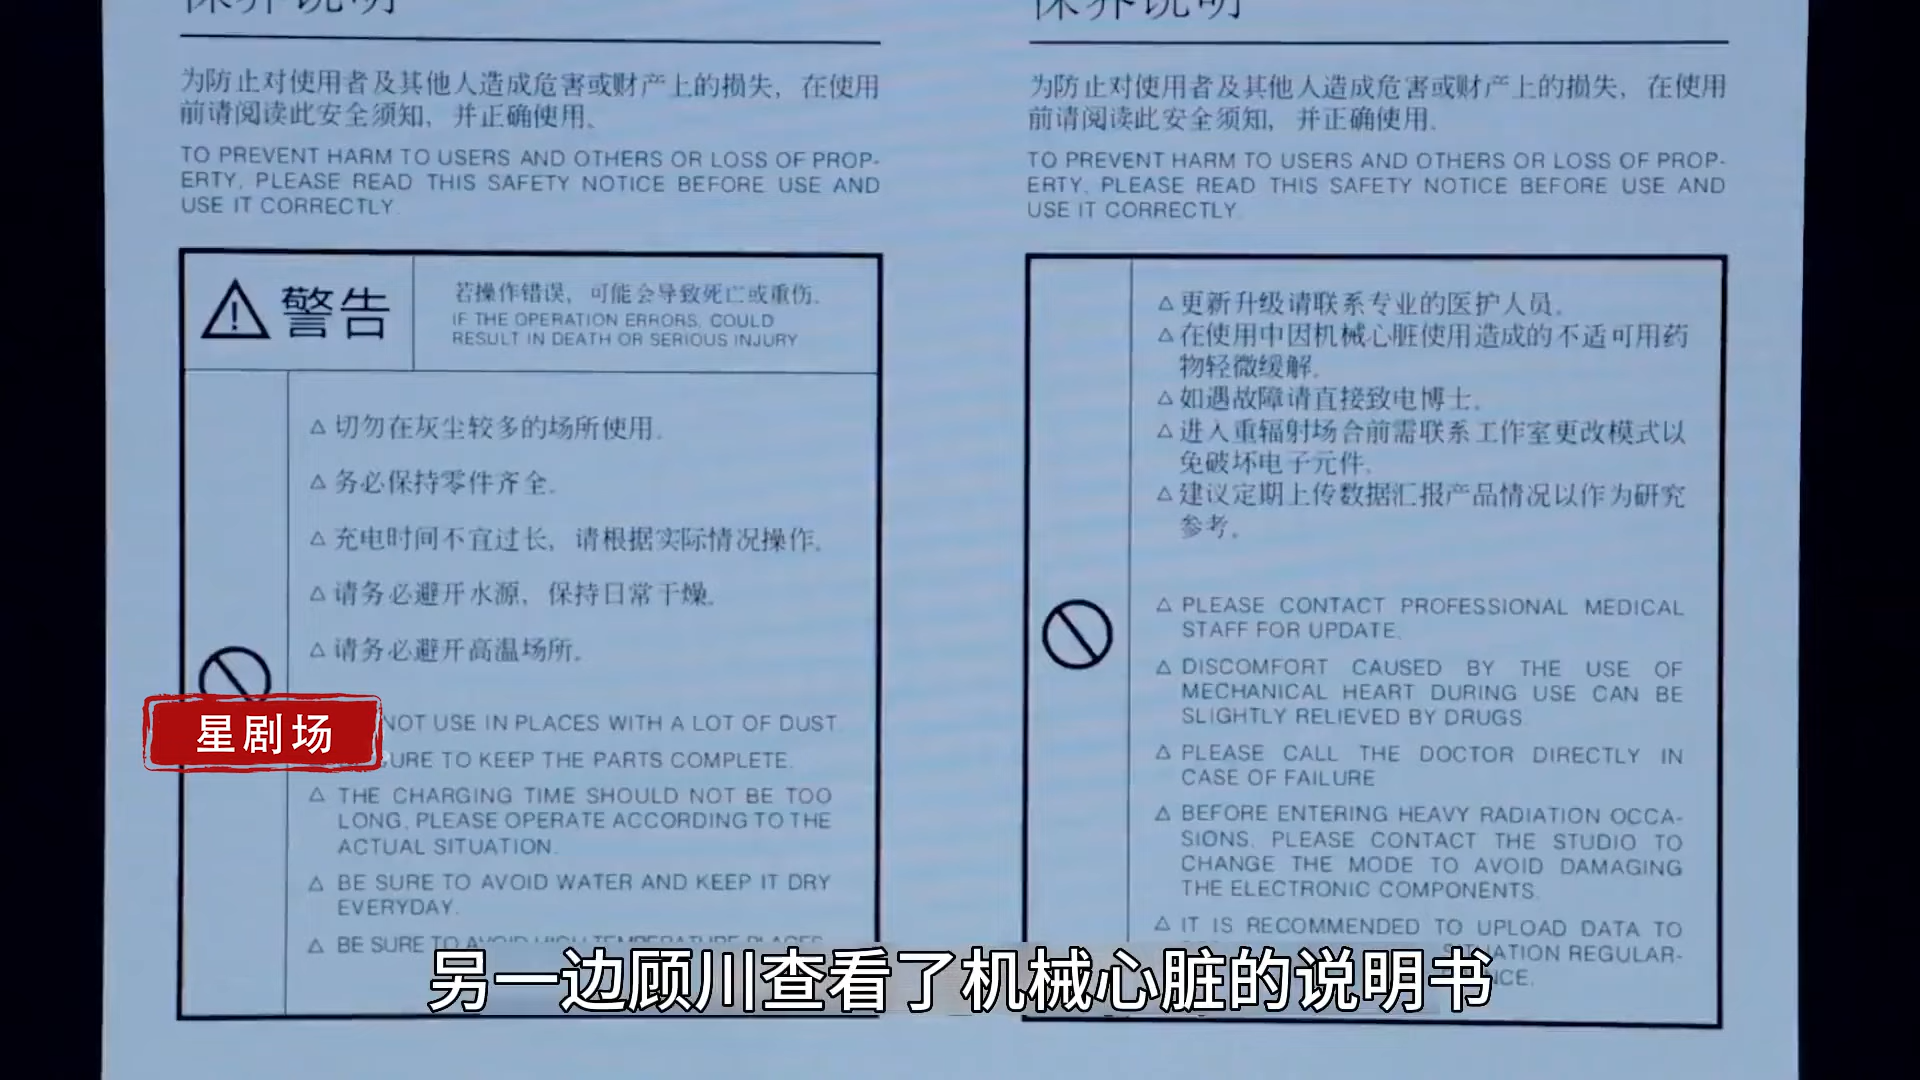 保养说明
为防止对使用者及其他人造成危害或财产上的损失，在使用
前请阅读此安全须知，并正确使用。
TO PREVENT HARM TO USERS AND OTHERS OR LOSS OF PROP-
ERTY, PLEASE READ THIS SAFETY NOTICE BEFORE USE AND
USE IT CORRECTLY.
警告
若操作错误，可能会导致死亡或重伤。
IF THE OPERATION ERRORS, COULD
RESULT IN DEATH OR SERIOUS INJURY
△切勿在灰尘较多的场所使用。
△务必保持零件齐全。
△充电时间不宜过长，请根据实际情况操作。
△请务必避开水源，保持日常干燥。
△请务必避开高温场所。
NOT USE IN PLACES WITH A LOT OF DUST.
URE TO KEEP THE PARTS COMPLETE.
△ THE CHARGING TIME SHOULD NOT BE TOO
LONG, PLEASE OPERATE ACCORDING TO THE
ACTUAL SITUATION.
△ BE SURE TO AVOID WATER AND KEEP IT DRY
EVERYDAY.
△ BE SURE TO AVOID HIGH TEMPERATURE PLACES
保养说明
为防止对使用者及其他人造成危害或财产上的损失，在使用
前请阅读此安全须知，并正确使用。
TO PREVENT HARM TO USERS AND OTHERS OR LOSS OF PROP-
ERTY, PLEASE READ THIS SAFETY NOTICE BEFORE USE AND
USE IT CORRECTLY.
△更新升级请联系专业的医护人员。
△在使用中因机械心脏使用造成的不适可用药
物轻微缓解。
△如遇故障请直接致电博士。
△进入重辐射场合前需联系工作室更改模式以
免破坏电子元件。
△建议定期上传数据汇报产品情况以作为研究
参考。
△ PLEASE CONTACT PROFESSIONAL MEDICAL
STAFF FOR UPDATE.
△ DISCOMFORT CAUSED BY THE USE OF
MECHANICAL HEART DURING USE CAN BE
SLIGHTLY RELIEVED BY DRUGS.
△ PLEASE CALL THE DOCTOR DIRECTLY IN
CASE OF FAILURE
△ BEFORE ENTERING HEAVY RADIATION OCCA-
SIONS, PLEASE CONTACT THE STUDIO TO
CHANGE THE MODE TO AVOID DAMAGING
THE ELECTRONIC COMPONENTS.
△ IT IS RECOMMENDED TO UPLOAD DATA TO
SITUATION REGULAR-
NCE.
星剧场
另一边顾川查看了机械心脏的说明书